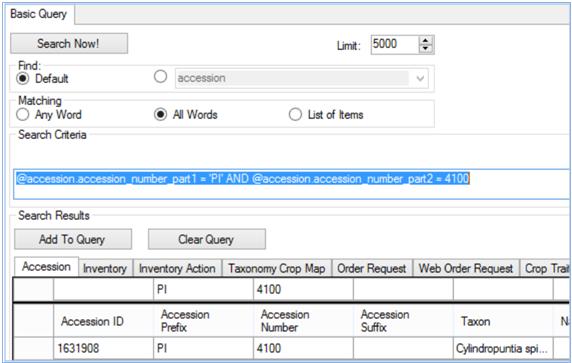 Basic Query
Search Now!
Limit: 5000
Find:
Default accession
Matching
Any Word All Words List of Items
Search Criteria
@accession.accession_number_part1 = 'PI' AND @accession.accession_number_part2 = 4100
Search Results
Add To Query Clear Query
Accession Inventory Inventory Action Taxonomy Crop Map Order Request Web Order Request Crop Trait
PI 4100
Accession ID Accession Prefix Accession Number Accession Suffix Taxon Na
1631908 PI 4100 Cylindropuntia spi...